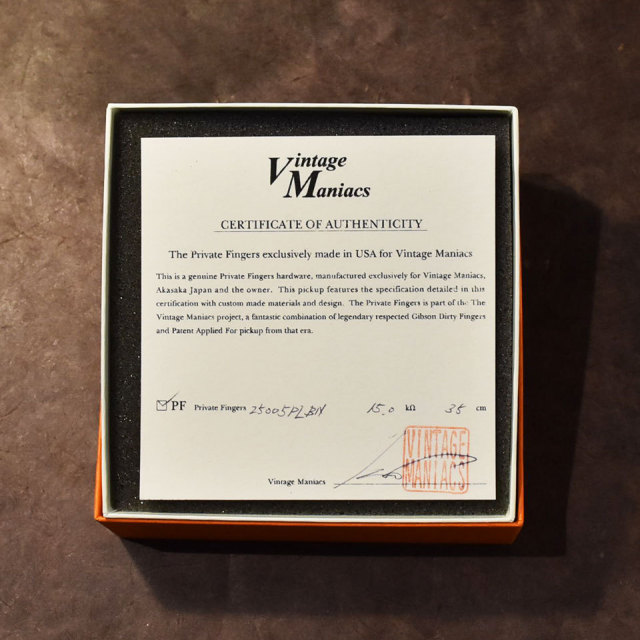 Vintage
Maniacs
CERTIFICATE OF AUTHENTICITY
The Private Fingers exclusively made in USA for Vintage Maniacs
This is a genuine Private Fingers hardware, manufactured exclusively for Vintage Maniacs,
Akasaka Japan and the owner. This pickup features the specification detailed in this
certification with custom made materials and design. The Private Fingers is part of the The
Vintage Maniacs project, a fantastic combination of legendary respected Gibson Dirty Fingers
and Patent Applied For pickup from that era.
PF Private Fingers 25005PL-BN 15.0 kΩ 35 cm
VINTAGE
MANIACS
Vintage Maniacs